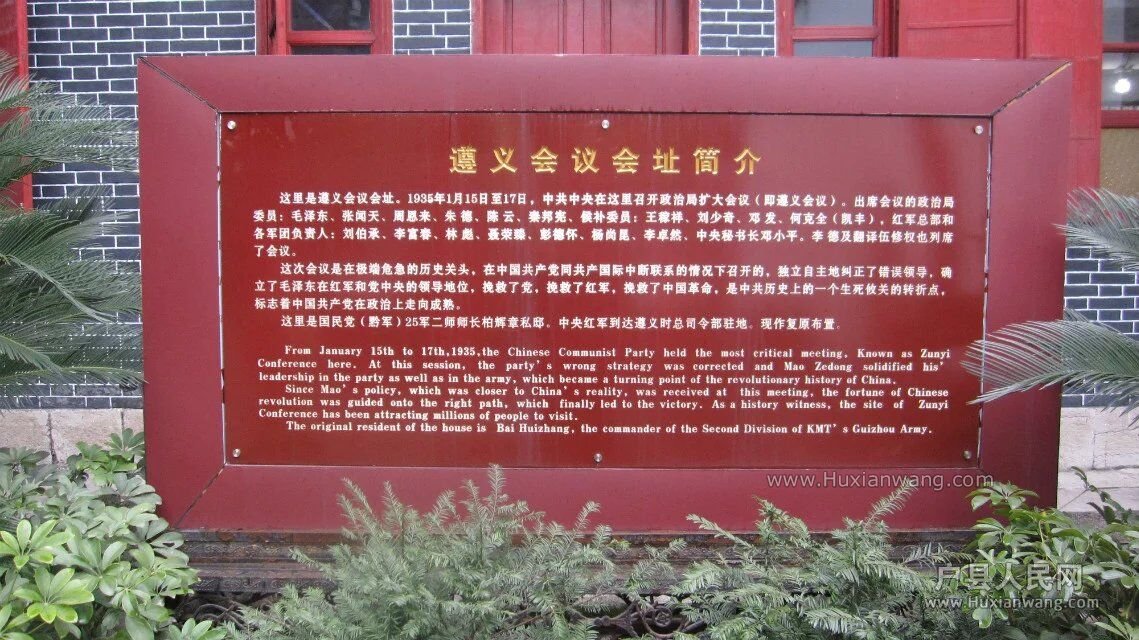 遵义会议会址简介
这里是遵义会议会址。1935年1月15日至17日，中共中央在这里召开政治局扩大会议（即遵义会议）。出席会议的政治局
委员：毛泽东、张闻天、周恩来、朱 德、陈 云、秦邦宪，候补委员：王稼祥、刘少奇、邓 发、何克全（凯丰），红军总部和
各军团负责人：刘伯承、李富春、林 彪、聂荣臻、彭德怀、杨尚昆、李卓然、中央秘书长邓小平。李 德及翻译伍修权也列席
了会议。
这次会议是在极端危急的历史关头，在中国共产党同共产国际中断联系的情况下召开的，独立自主地纠正了错误领导，确
立了毛泽东在红军和党中央的领导地位，挽救了党，挽救了红军，挽救了中国革命，是中共历史上的一个生死攸关的转折点，
标志着中国共产党在政治上走向成熟。
这里是国民党（黔军）25军二师师长柏辉章私邸。中央红军到达遵义时总司令部驻地。现作复原布置。
From January 15th to 17th,1935,the Chinese Communist Party held the most critical meeting, Known as Zunyi
Conference here. At this session, the party's wrong strategy was corrected and Mao Zedong solidified his'
leadership in the party as well as in the army, which became a turning point of the revolutionary history of China.
Since Mao's policy, which was closer to China's reality, was received at this meeting, the fortune of Chinese
revolution was guided onto the right path, which finally led to the victory. As a history witness, the site of Zunyi
Conference has been attracting millions of people to visit.
The original resident of the house is Bai Huizhang, the commander of the Second Division of KMT's Guizhou Army.
www.Huxianwang.com
户县人民网
www.Huxianwang.com